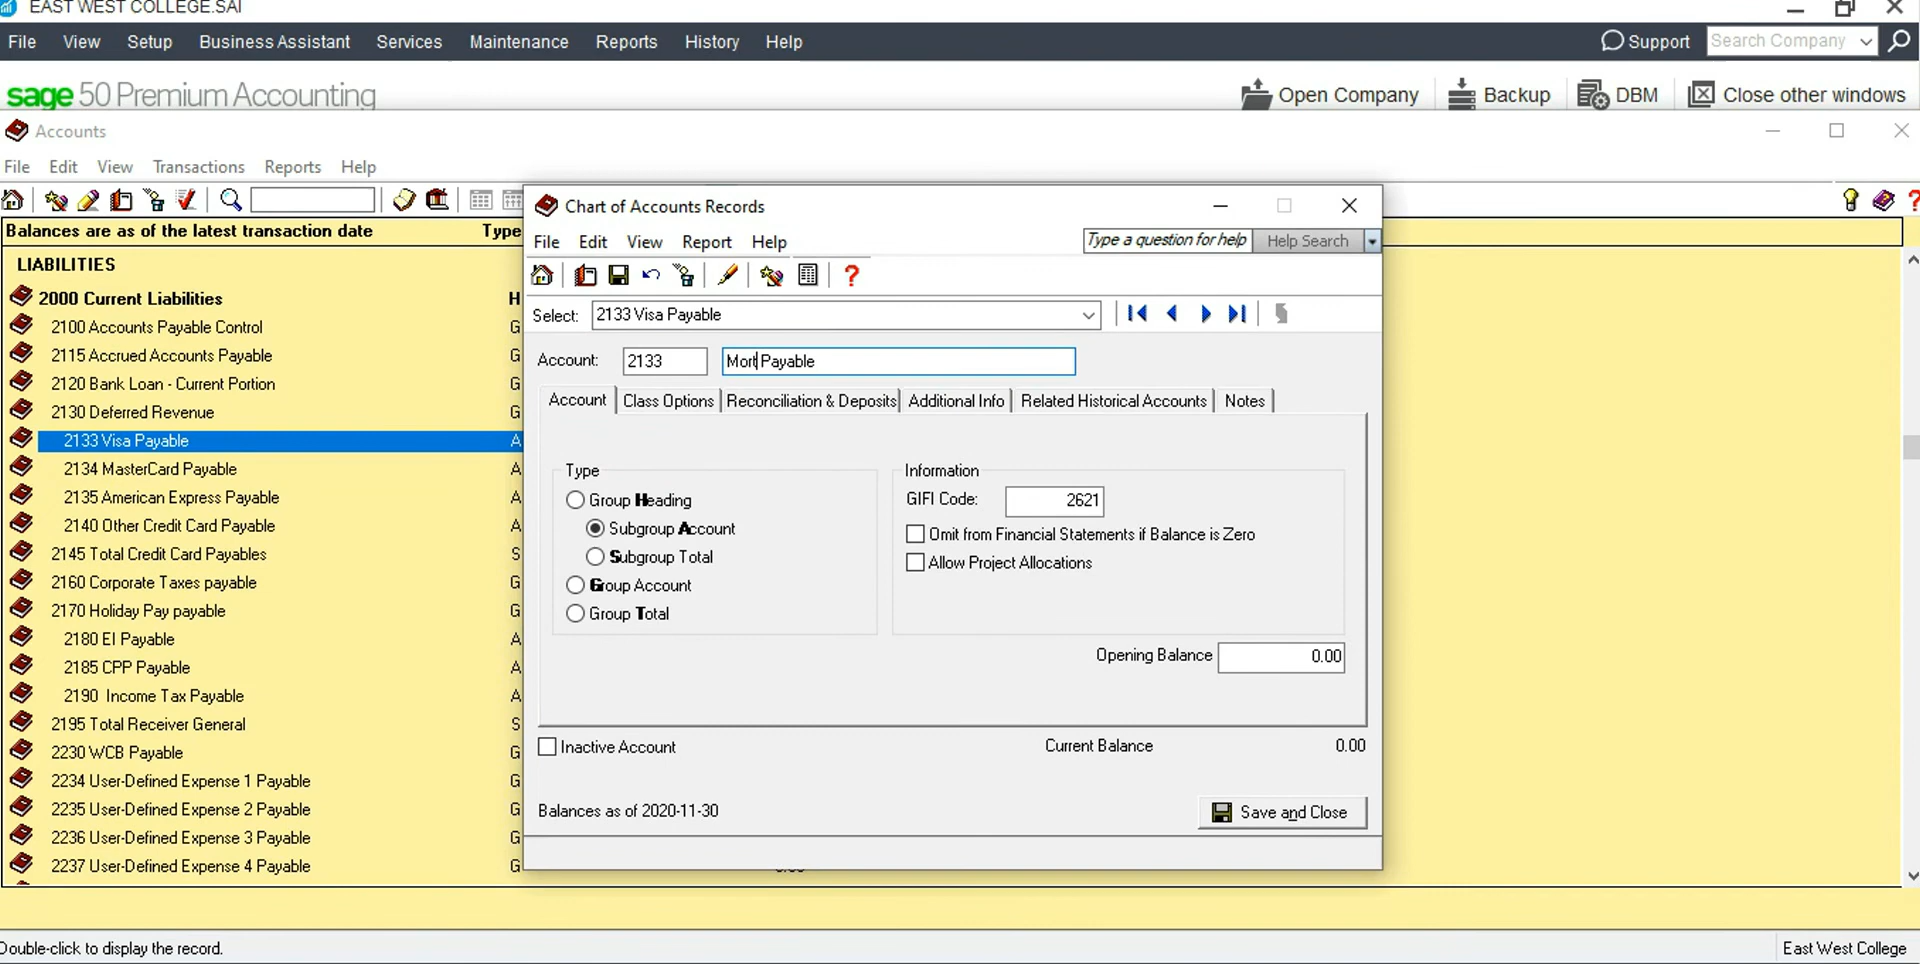 EAST WEST COLLEGE.SAI
File View Setup Business Assistant Services Maintenance Reports History Help Support Search Company
sage 50 Premium Accounting Open Company Backup DBM Close other windows
Accounts
File Edit View Transactions Reports Help
Balances are as of the latest transaction date Type
LIABILITIES
2000 Current Liabilities H
2100 Accounts Payable Control G
2115 Accrued Accounts Payable G
2120 Bank Loan - Current Portion G
2130 Deferred Revenue G
2133 Visa Payable A
2134 MasterCard Payable A
2135 American Express Payable A
2140 Other Credit Card Payable A
2145 Total Credit Card Payables S
2160 Corporate Taxes payable G
2170 Holiday Pay payable G
2180 EI Payable A
2185 CPP Payable A
2190 Income Tax Payable A
2195 Total Receiver General S
2230 WCB Payable G
2234 User-Defined Expense 1 Payable G
2235 User-Defined Expense 2 Payable G
2236 User-Defined Expense 3 Payable G
2237 User-Defined Expense 4 Payable G
Chart of Accounts Records
File Edit View Report Help Type a question for help Help Search
Select: 2133 Visa Payable
Account: 2133 Mort Payable
Account Class Options Reconciliation & Deposits Additional Info Related Historical Accounts Notes
Type
Group Heading
Subgroup Account
Subgroup Total
Group Account
Group Total
Information
GIFI Code: 2621
Omit from Financial Statements if Balance is Zero
Allow Project Allocations
Opening Balance 0.00
Inactive Account Current Balance 0.00
Balances as of 2020-11-30 Save and Close
Double-click to display the record. East West College